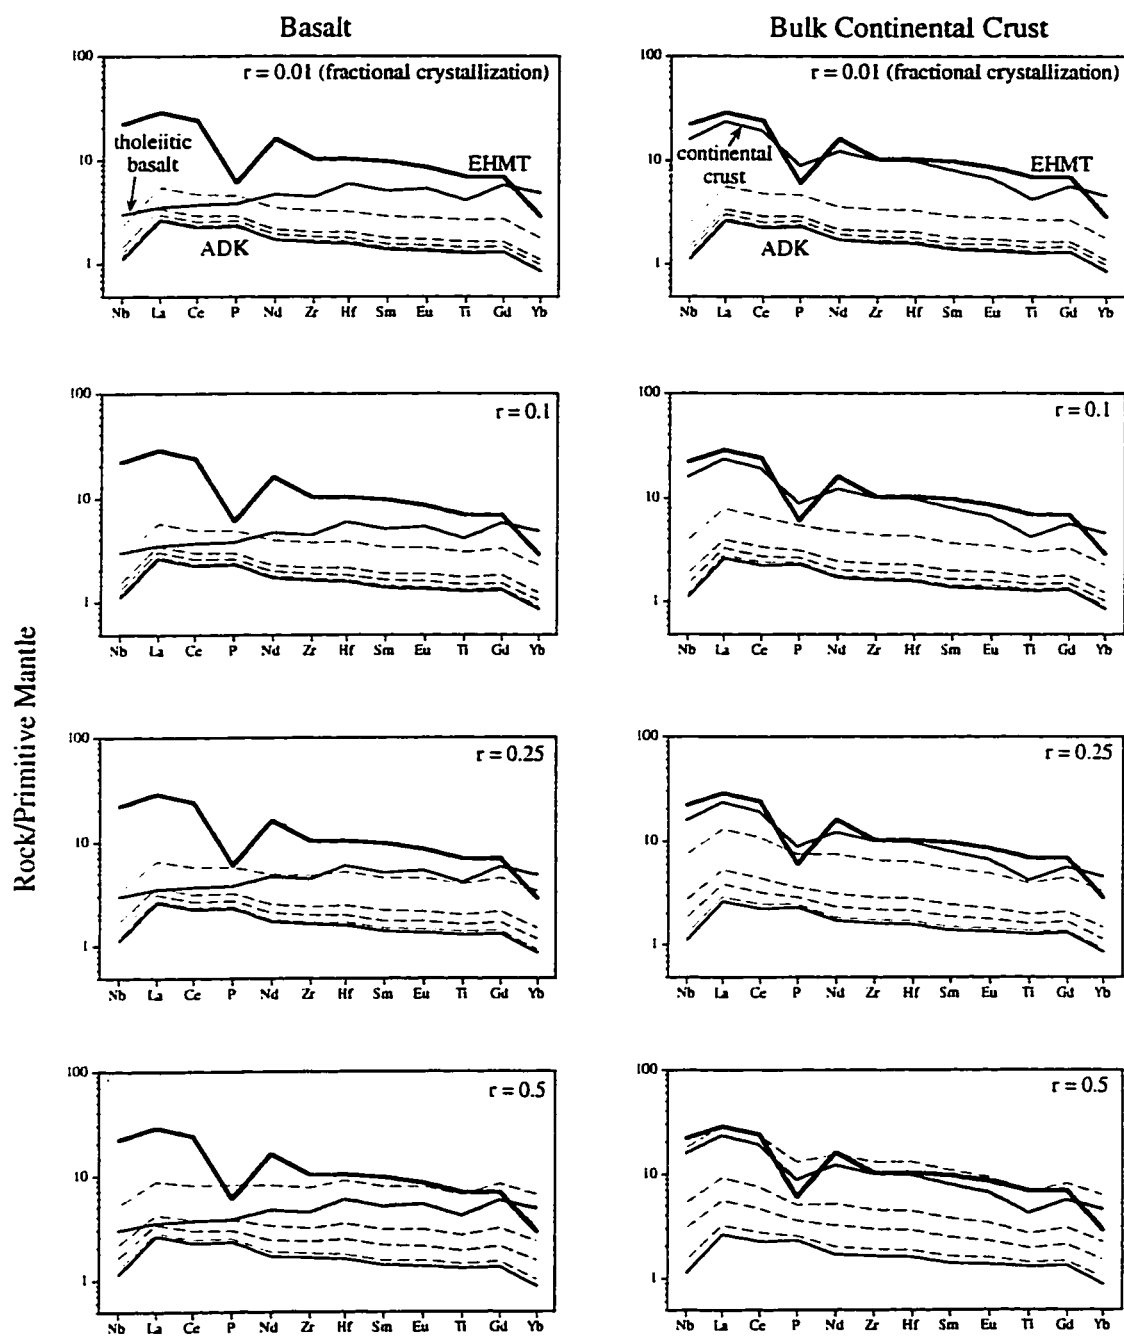 Basalt
Bulk Continental Crust
Rock/Primitive Mantle
100
10
1
r = 0.01 (fractional crystallization)
tholeiitic
basalt
EHMT
ADK
Nb La Ce P Nd Zr Hf Sm Eu Ti Gd Yb
100
10
1
r = 0.01 (fractional crystallization)
continental
crust
EHMT
ADK
Nb La Ce P Nd Zr Hf Sm Eu Ti Gd Yb
100
10
1
r = 0.1
Nb La Ce P Nd Zr Hf Sm Eu Ti Gd Yb
100
10
1
r = 0.1
Nb La Ce P Nd Zr Hf Sm Eu Ti Gd Yb
100
10
1
r = 0.25
Nb La Ce P Nd Zr Hf Sm Eu Ti Gd Yb
100
10
1
r = 0.25
Nb La Ce P Nd Zr Hf Sm Eu Ti Gd Yb
100
10
1
r = 0.5
Nb La Ce P Nd Zr Hf Sm Eu Ti Gd Yb
100
10
1
r = 0.5
Nb La Ce P Nd Zr Hf Sm Eu Ti Gd Yb